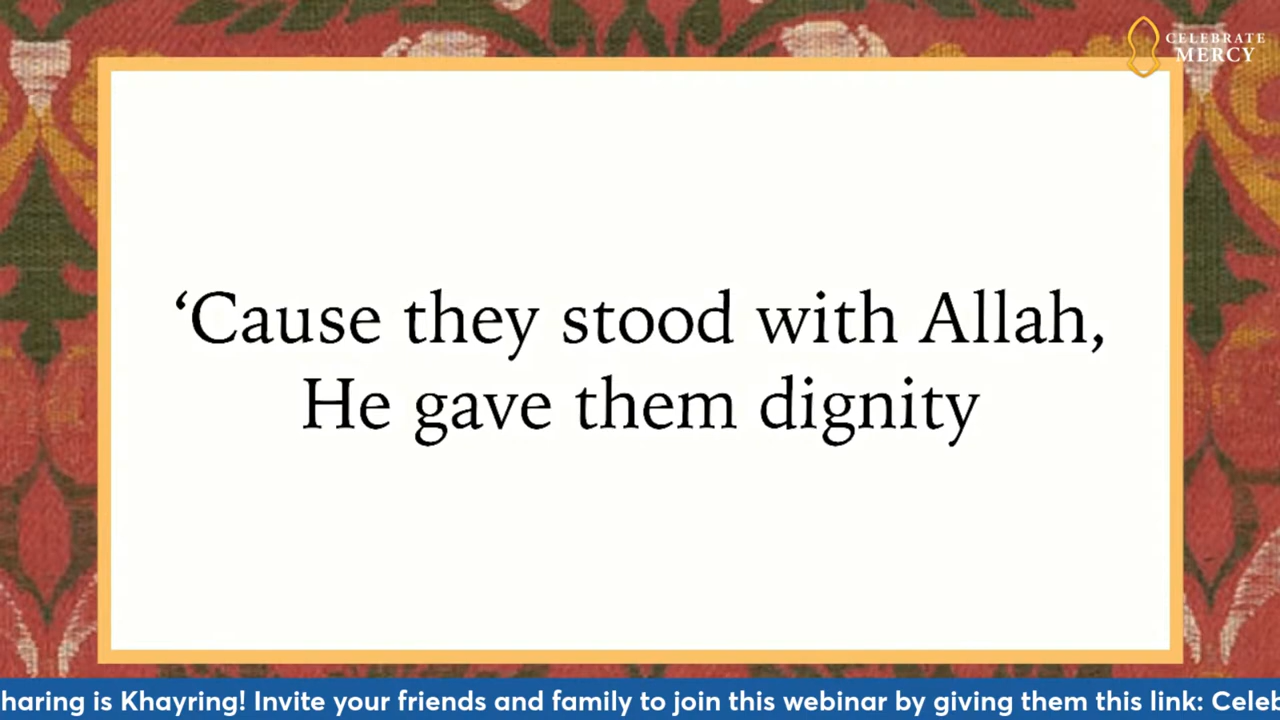 CELEBRATE
MERCY
‘Cause they stood with Allah,
He gave them dignity
haring is Khayring! Invite your friends and family to join this webinar by giving them this link: Celeb